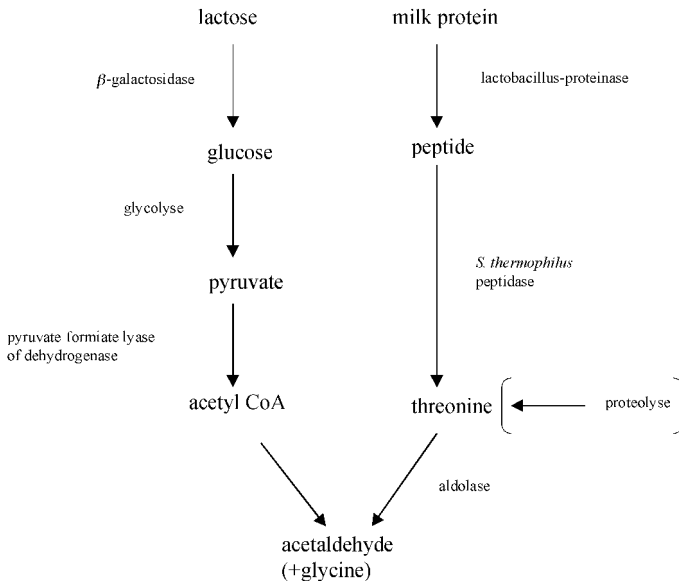 lactose
milk protein
β-galactosidase
lactobacillus-proteinase
glucose
peptide
glycolyse
S. thermophilus
peptidase
pyruvate
pyruvate formiate lyase
of dehydrogenase
acetyl CoA
threonine
proteolyse
aldolase
acetaldehyde
(+glycine)